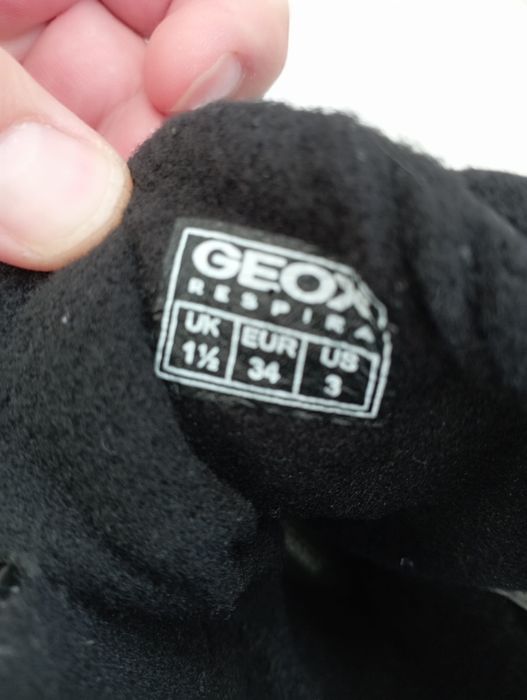 GEOX
RESPIRA
UK EUR US
1½ 34 3